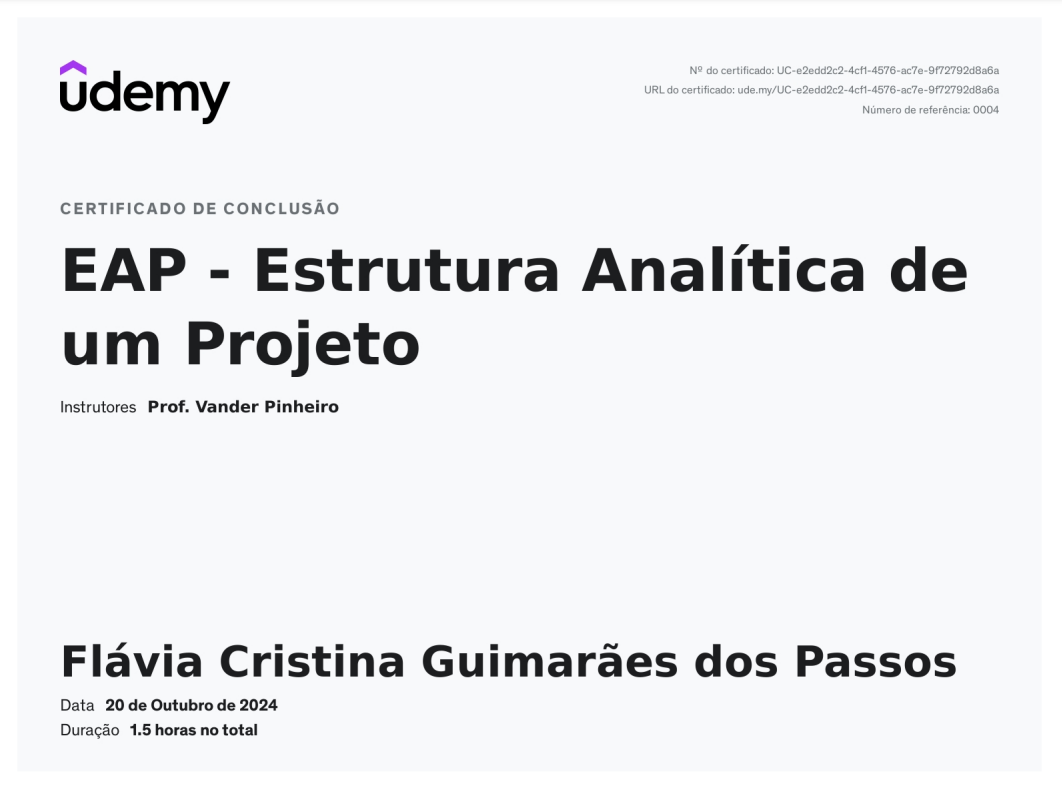 udemy
Nº do certificado: UC-e2edd2c2-4cf1-4576-ac7e-9f72792d8a6a
URL do certificado: ude.my/UC-e2edd2c2-4cf1-4576-ac7e-9f72792d8a6a
Número de referência: 0004
CERTIFICADO DE CONCLUSÃO
EAP - Estrutura Analítica de
um Projeto
Instrutores Prof. Vander Pinheiro
Flávia Cristina Guimarães dos Passos
Data 20 de Outubro de 2024
Duração 1.5 horas no total